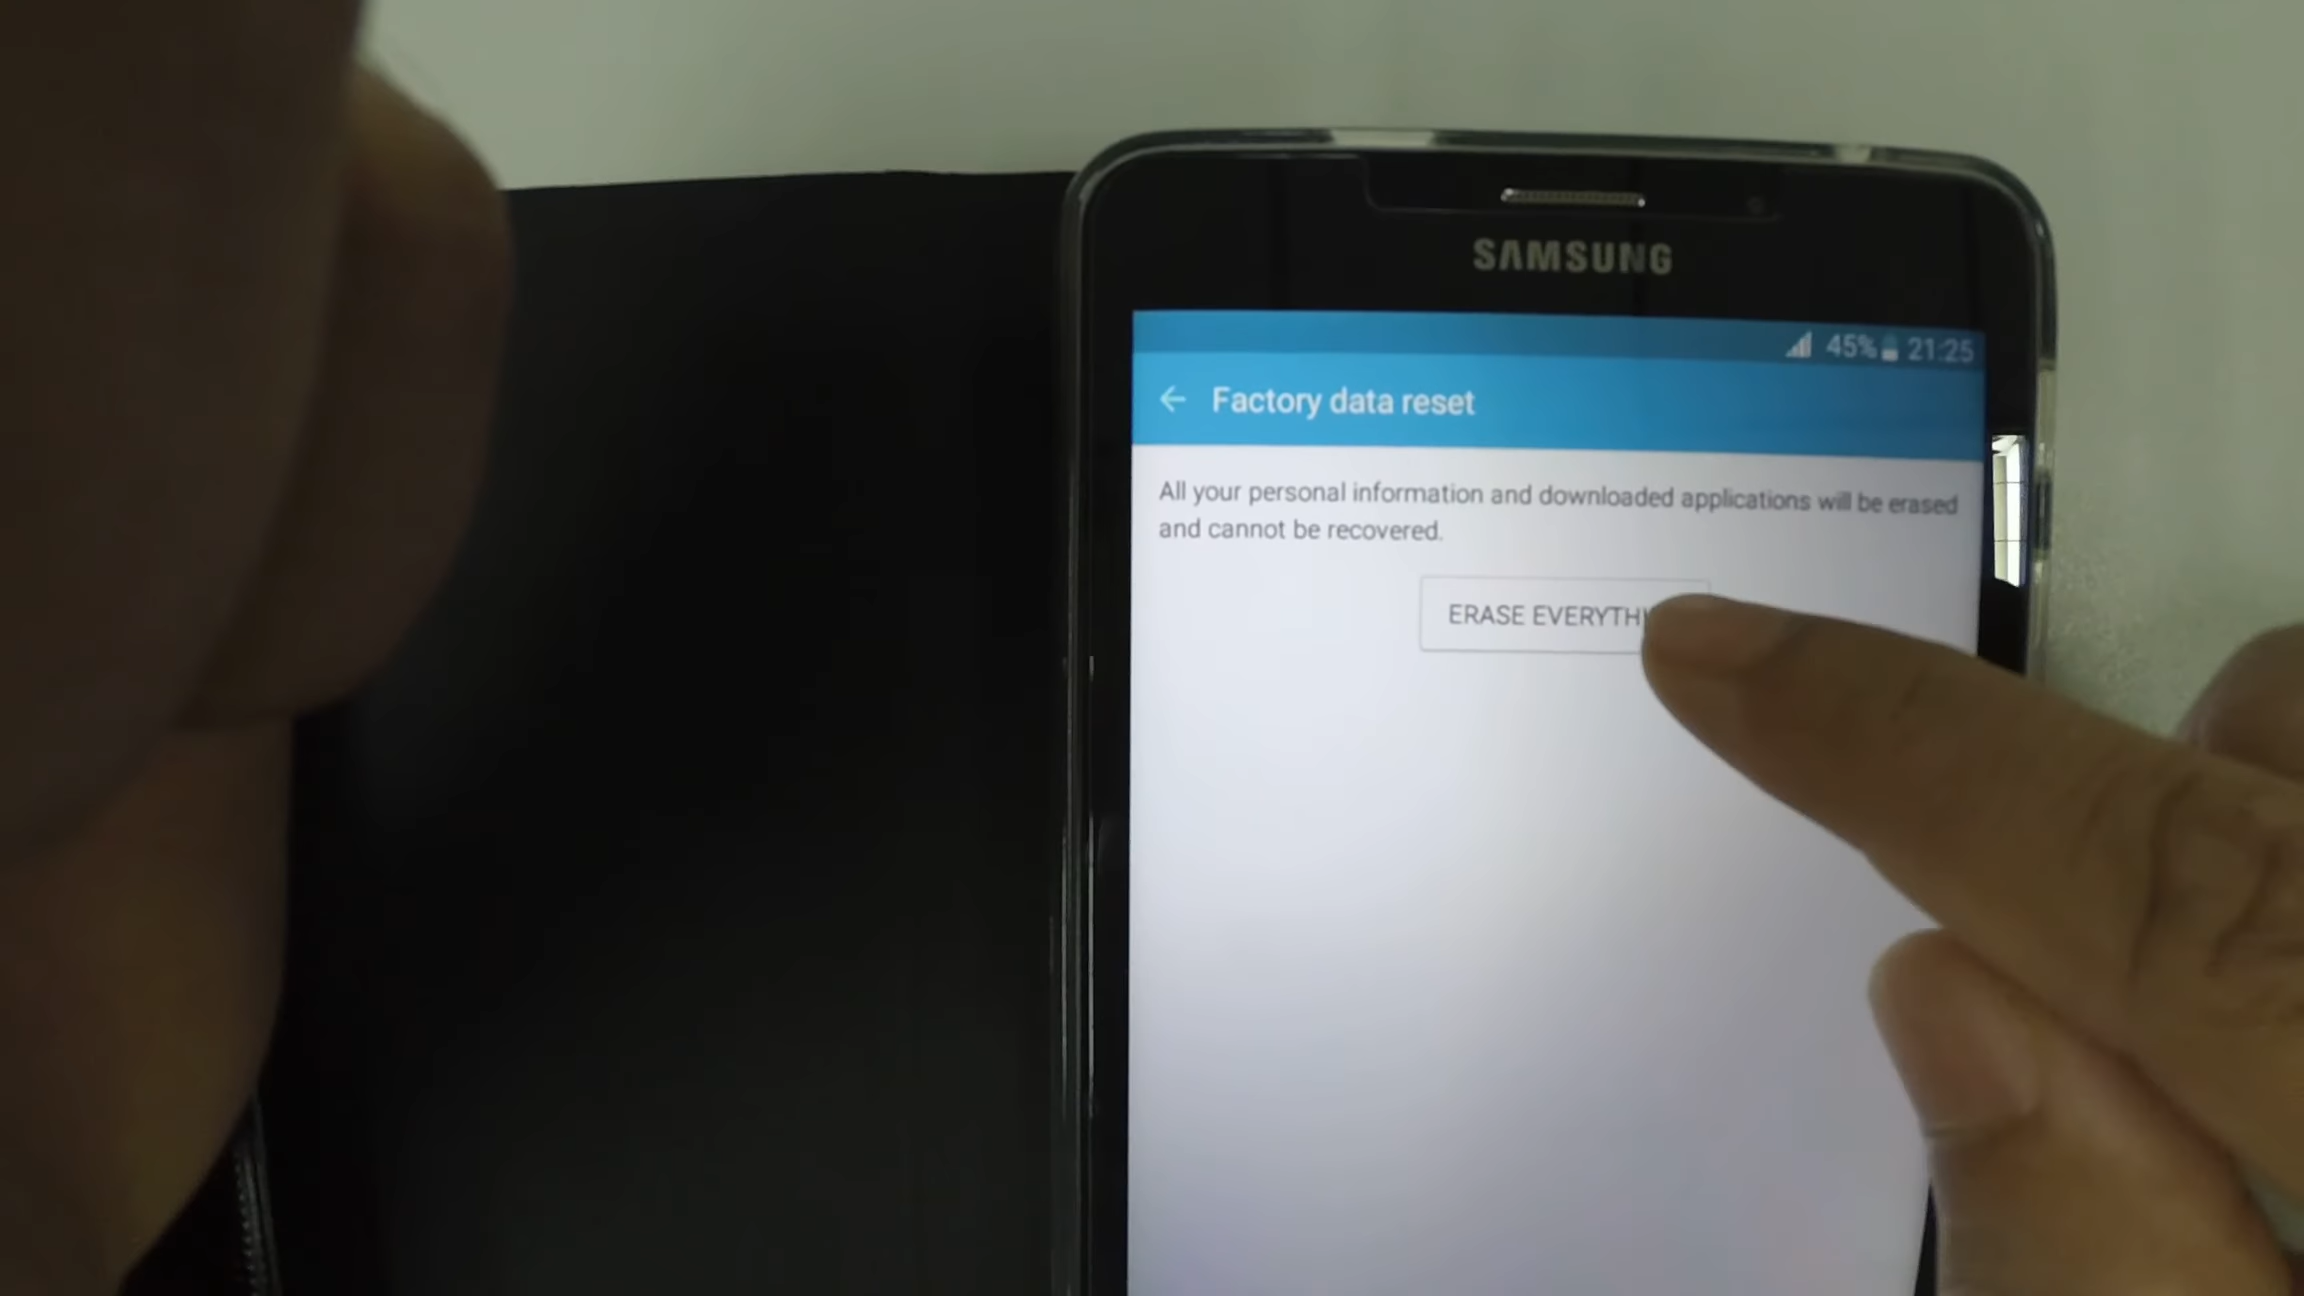 SAMSUNG
45% 21:25
Factory data reset
All your personal information and downloaded applications will be erased
and cannot be recovered.
ERASE